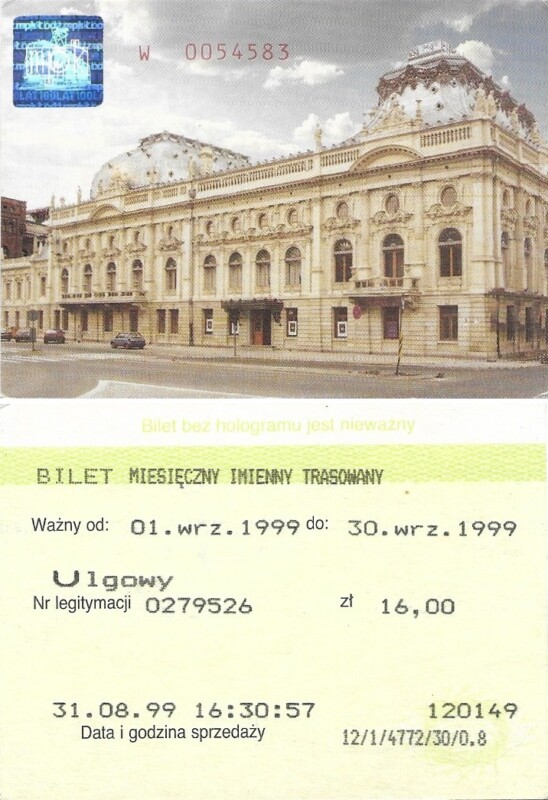 W 0054583
Bilet bez hologramu jest nieważny
BILET MIESIĘCZNY IMIENNY TRASOWANY
Ważny od: 01.wrz.1999 do: 30.wrz.1999
Ulgowy
Nr legitymacji 0279526 zł 16,00
31.08.99 16:30:57 120149
Data i godzina sprzedaży 12/1/4772/30/0.8